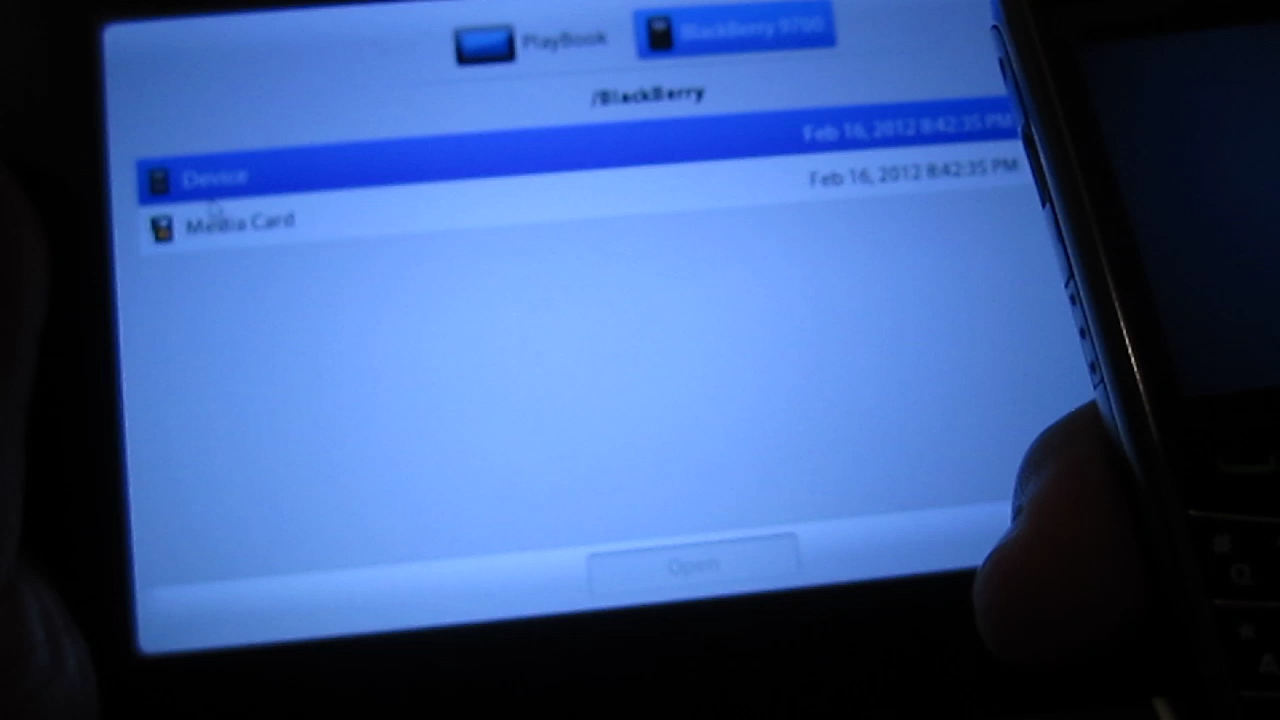 PlayBook BlackBerry 9700
/BlackBerry
Device Feb 16, 2012 8:42:35 PM
Media Card Feb 16, 2012 8:42:35 PM
Open
Q
A